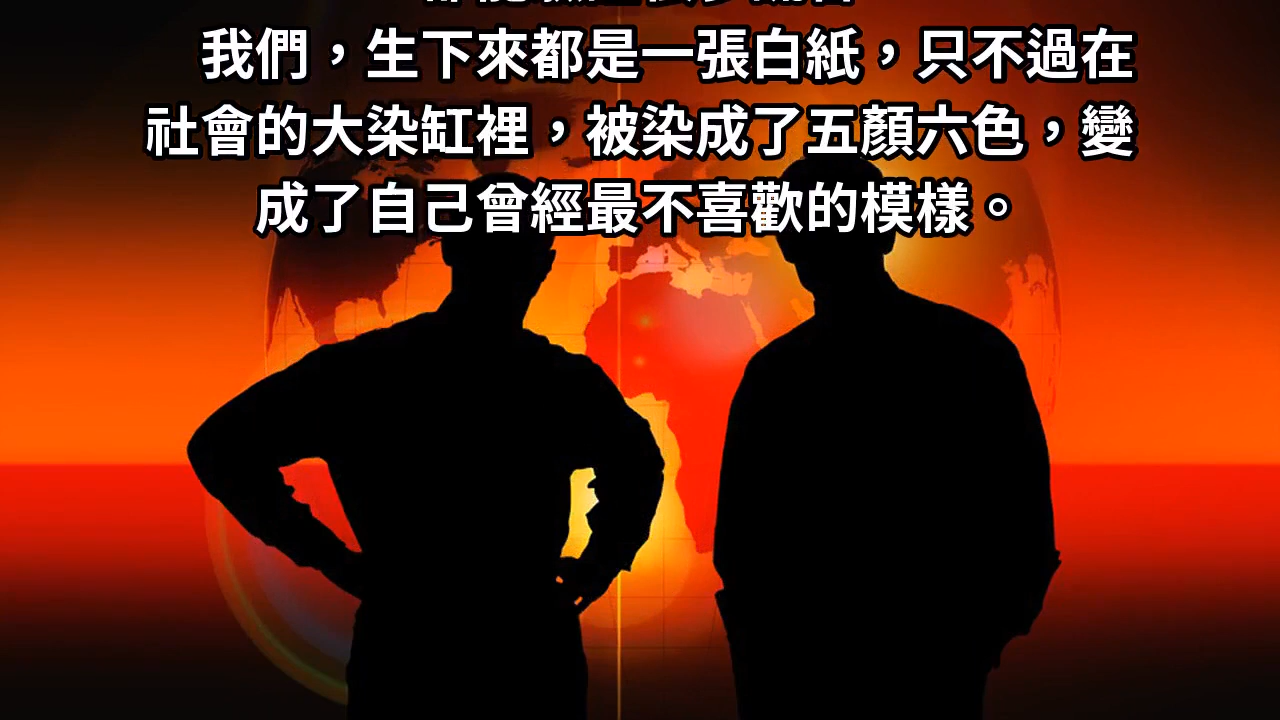 我們，生下來都是一張白紙，只不過在
社會的大染缸裡，被染成了五顏六色，變
成了自己曾經最不喜歡的模樣。